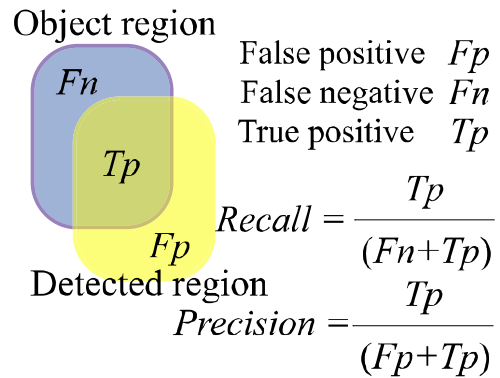 Object region
Fn
Tp
Fp
Detected region
False positive Fp
False negative Fn
True positive Tp
Recall = Tp / (Fn+Tp)
Precision = Tp / (Fp+Tp)